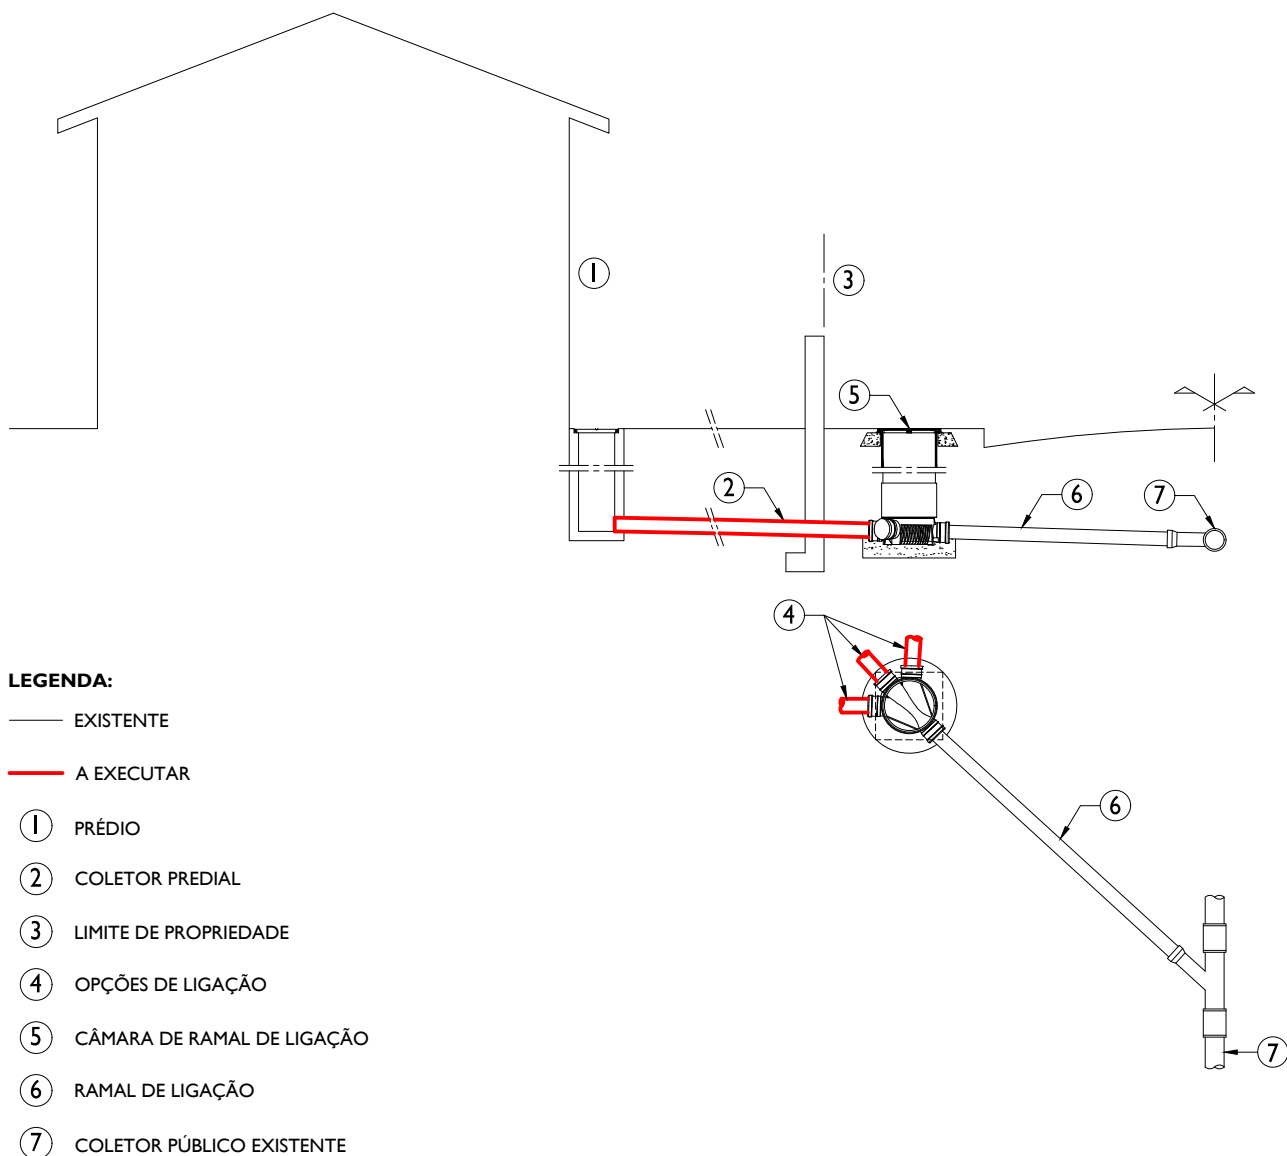 1
3
5
2
6
7
4
6
7
LEGENDA:
EXISTENTE
A EXECUTAR
1 PRÉDIO
2 COLETOR PREDIAL
3 LIMITE DE PROPRIEDADE
4 OPÇÕES DE LIGAÇÃO
5 CÂMARA DE RAMAL DE LIGAÇÃO
6 RAMAL DE LIGAÇÃO
7 COLETOR PÚBLICO EXISTENTE